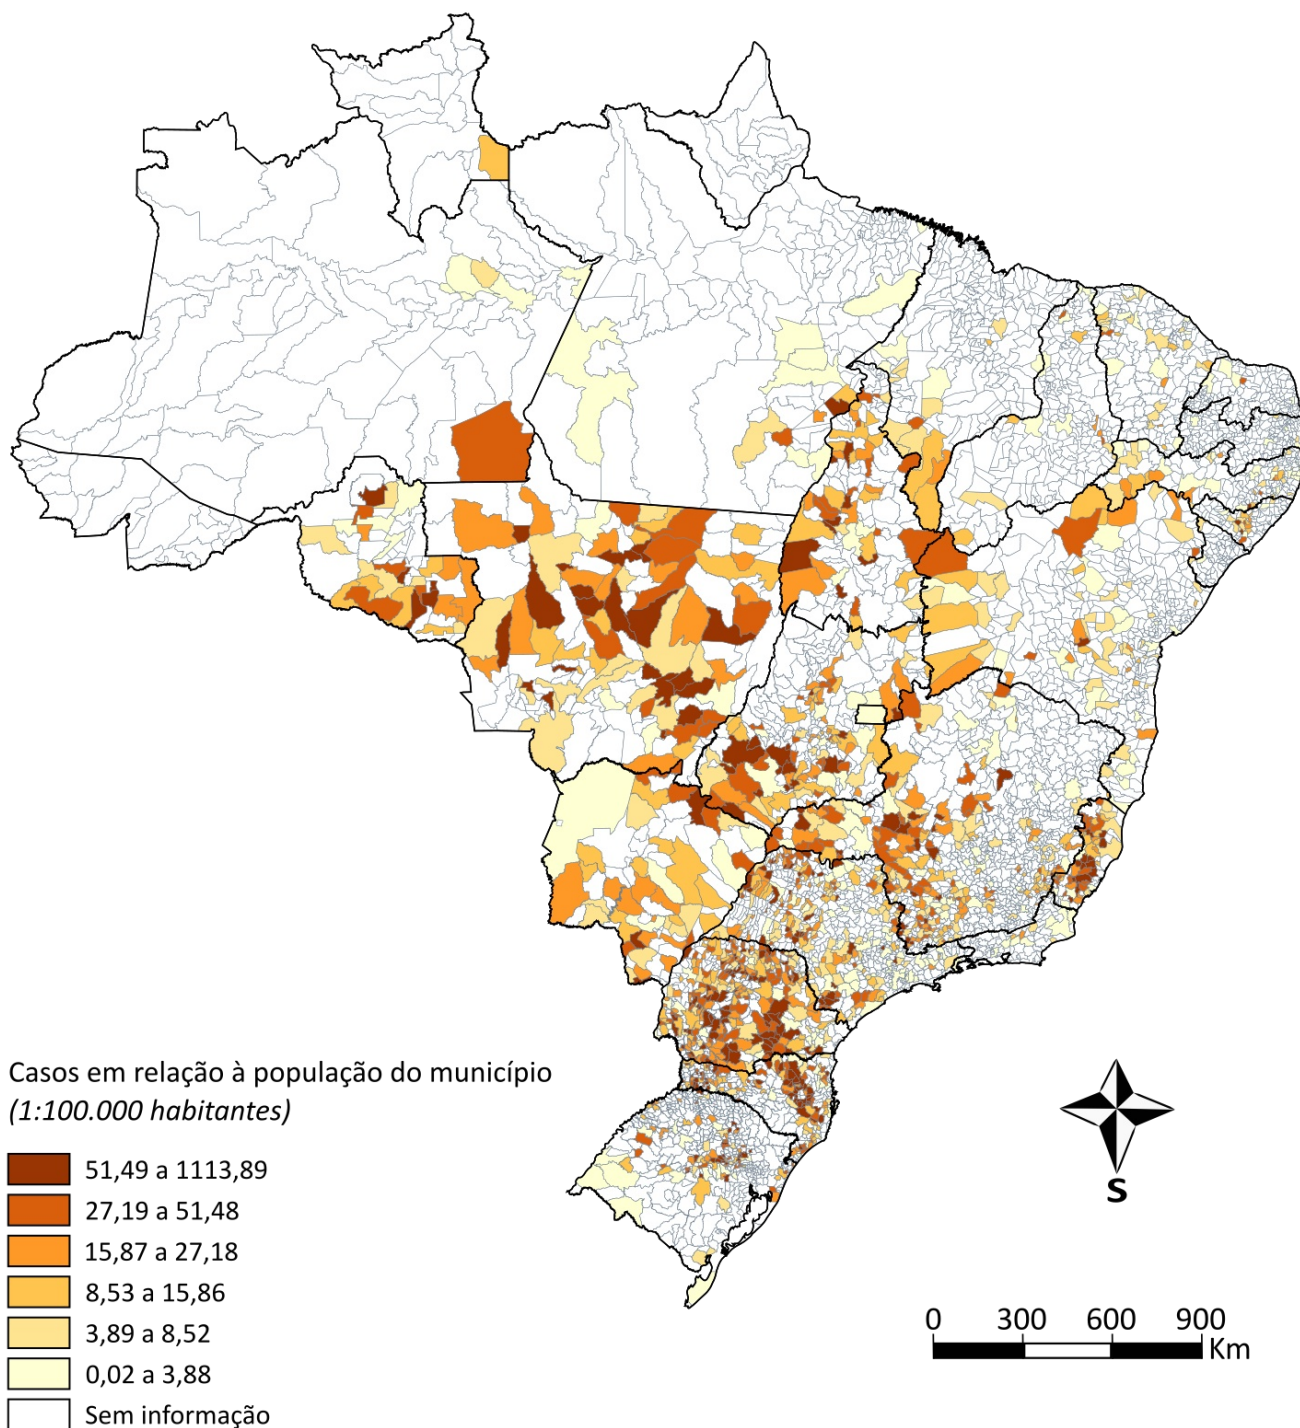 Casos em relação à população do município
(1:100.000 habitantes)
51,49 a 1113,89
27,19 a 51,48
15,87 a 27,18
8,53 a 15,86
3,89 a 8,52
0,02 a 3,88
Sem informação
S
0 300 600 900
Km